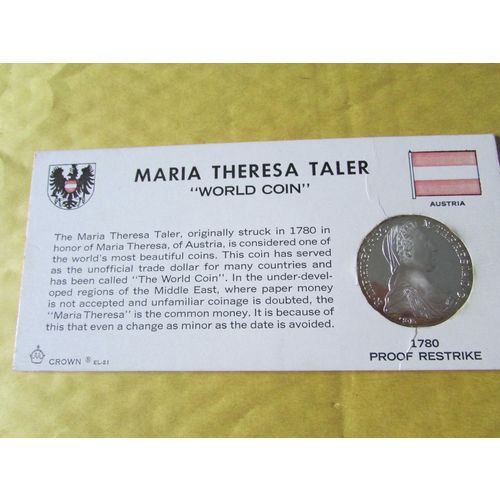 MARIA THERESA TALER
"WORLD COIN"
AUSTRIA
The Maria Theresa Taler, originally struck in 1780 in
honor of Maria Theresa, of Austria, is considered one of
the world's most beautiful coins. This coin has served
as the unofficial trade dollar for many countries and
has been called "The World Coin". In the under-devel-
oped regions of the Middle East, where paper money
is not accepted and unfamiliar coinage is doubted, the
"Maria Theresa" is the common money. It is because of
this that even a change as minor as the date is avoided.
1780
PROOF RESTRIKE
CROWN ® EL-21